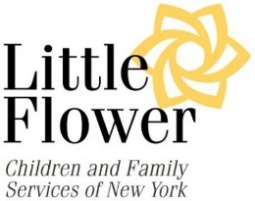 Little
Flower
Children and Family
Services of New York